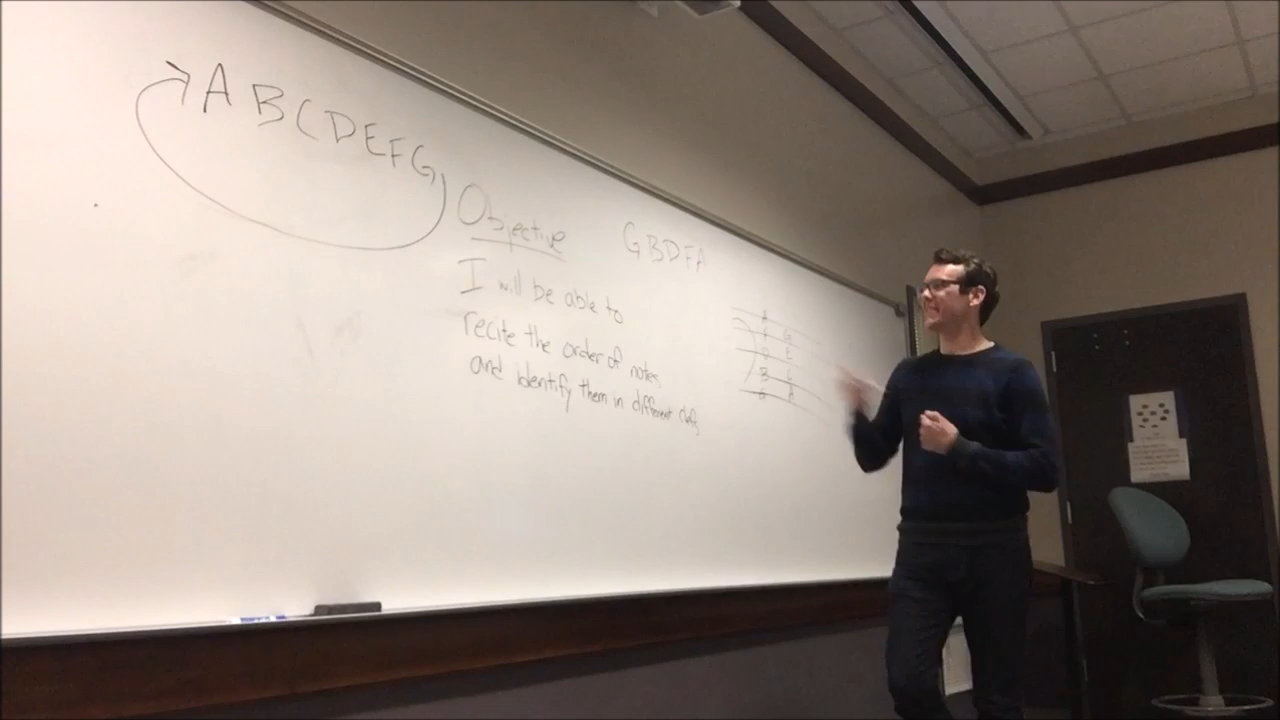 A B C D E F G
Objective
G B D F A
I will be able to
recite the order of notes,
and identify them in different clefs
A
F G
D E
B C
G A